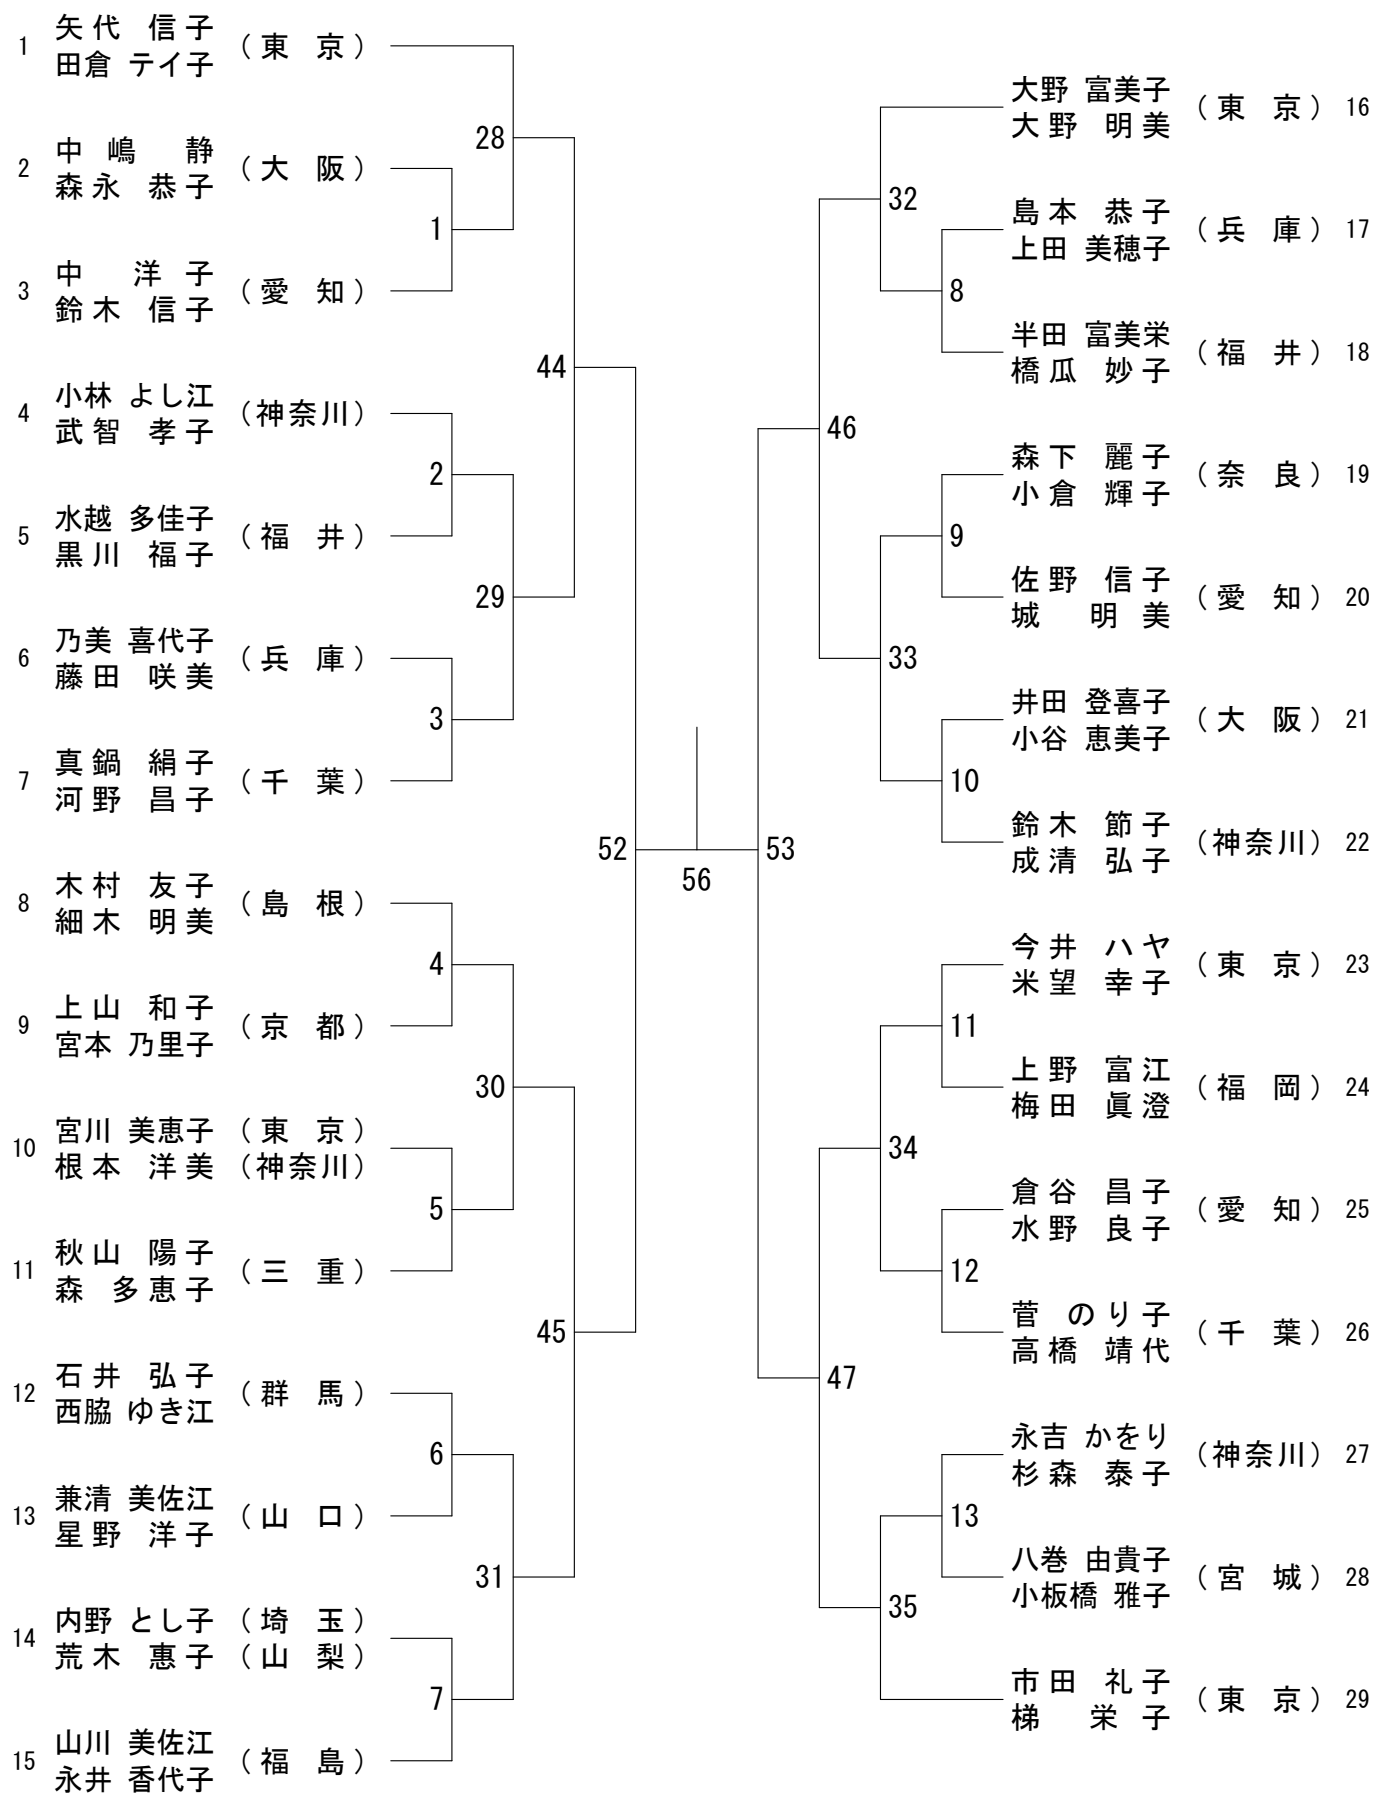 1 矢代 信子 (東 京)
田倉 テイ子
2 中嶋 静 (大 阪)
森永 恭子
3 中 洋子 (愛 知)
鈴木 信子
4 小林 よし江 (神奈川)
武智 孝子
5 水越 多佳子 (福 井)
黒川 福子
6 乃美 喜代子 (兵 庫)
藤田 咲美
7 真鍋 絹子 (千 葉)
河野 昌子
8 木村 友子 (島 根)
細木 明美
9 上山 和子 (京 都)
宮本 乃里子
10 宮川 美恵子 (東 京)
根本 洋美 (神奈川)
11 秋山 陽子 (三 重)
森 多恵子
12 石井 弘子 (群 馬)
西脇 ゆき江
13 兼清 美佐江 (山 口)
星野 洋子
14 内野 とし子 (埼 玉)
荒木 惠子 (山 梨)
15 山川 美佐江 (福 島)
永井 香代子
1
2
3
4
5
6
7
28
29
30
31
44
45
52
56
53
46
47
32
33
34
35
8
9
10
11
12
13
大野 富美子 (東 京) 16
大野 明美
島本 恭子 (兵 庫) 17
上田 美穂子
半田 富美栄 (福 井) 18
橋瓜 妙子
森下 麗子 (奈 良) 19
小倉 輝子
佐野 信子 (愛 知) 20
城 明美
井田 登喜子 (大 阪) 21
小谷 恵美子
鈴木 節子 (神奈川) 22
成清 弘子
今井 ハヤ (東 京) 23
米望 幸子
上野 富江 (福 岡) 24
梅田 眞澄
倉谷 昌子 (愛 知) 25
水野 良子
菅 のり子 (千 葉) 26
高橋 靖代
永吉 かをり (神奈川) 27
杉森 泰子
八巻 由貴子 (宮 城) 28
小板橋 雅子
市田 礼子 (東 京) 29
梯 栄子